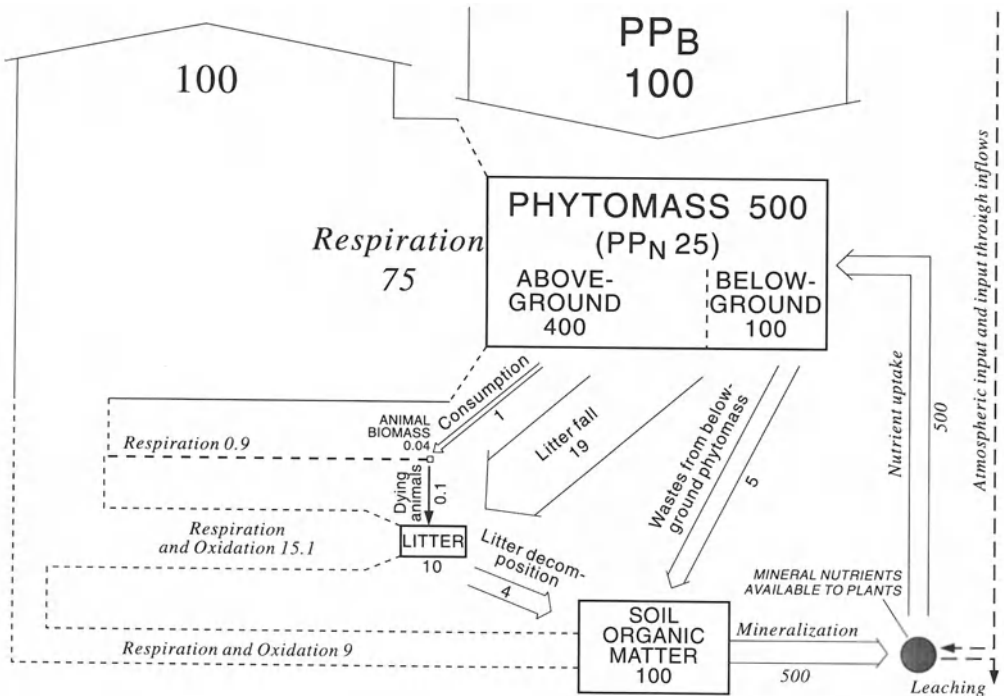 PPB
100
100
PHYTOMASS 500
(PPN 25)
ABOVE-
GROUND
400
BELOW-
GROUND
100
Respiration
75
Consumption
1
ANIMAL
BIOMASS
0.04
Respiration 0.9
Dying
animals
0.1
Litter fall
19
Wastes from below-
ground phytomass
5
Nutrient uptake
500
Atmospheric input and input through inflows
Respiration
and Oxidation 15.1
LITTER
10
Litter decom-
position
4
SOIL
ORGANIC
MATTER
100
Respiration and Oxidation 9
Mineralization
500
MINERAL NUTRIENTS
AVAILABLE TO PLANTS
Leaching